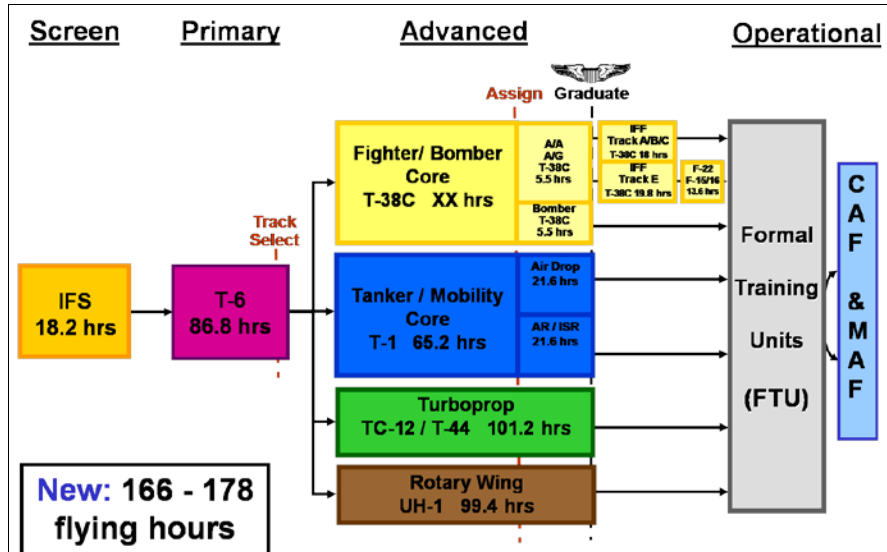 Screen
Primary
Advanced
Operational
Assign
Graduate
Track
Select
IFS
18.2 hrs
T-6
86.8 hrs
Fighter/ Bomber
Core
T-38C XX hrs
A/A
A/G
T-38C
5.5 hrs
Bomber
T-38C
5.5 hrs
IFF
Track A/B/C
T-38C 18 hrs
IFF
Track E
T-38C 19.8 hrs
F-22
F-15/16
13.6 hrs
Tanker / Mobility
Core
T-1 65.2 hrs
Air Drop
21.6 hrs
AR / ISR
21.6 hrs
Turboprop
TC-12 / T-44 101.2 hrs
Rotary Wing
UH-1 99.4 hrs
Formal
Training
Units
(FTU)
CAF &MAF
New: 166 - 178
flying hours